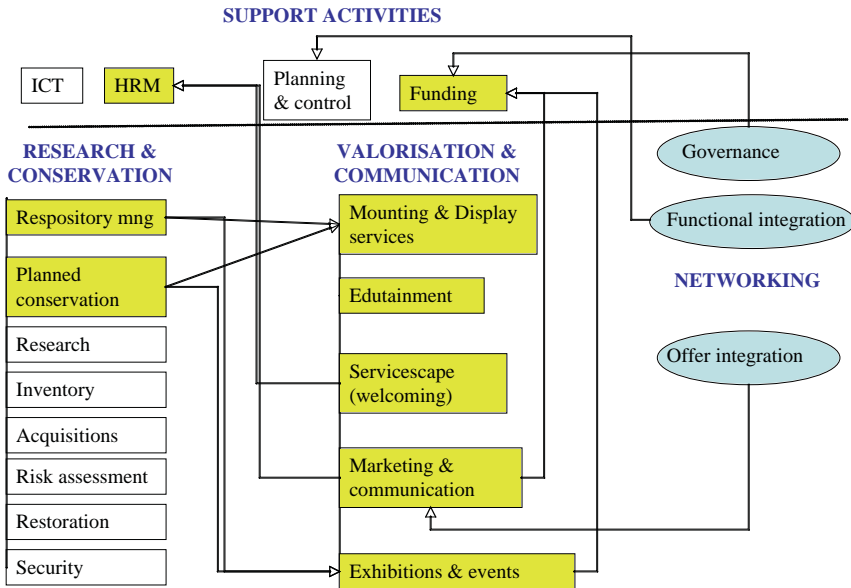 SUPPORT ACTIVITIES
ICT
HRM
Planning
& control
Funding
RESEARCH &
CONSERVATION
VALORISATION &
COMMUNICATION
Governance
Respository mng
Mounting & Display
services
Functional integration
Planned
conservation
Edutainment
NETWORKING
Research
Inventory
Servicescape
(welcoming)
Offer integration
Acquisitions
Risk assessment
Marketing &
communication
Restoration
Security
Exhibitions & events